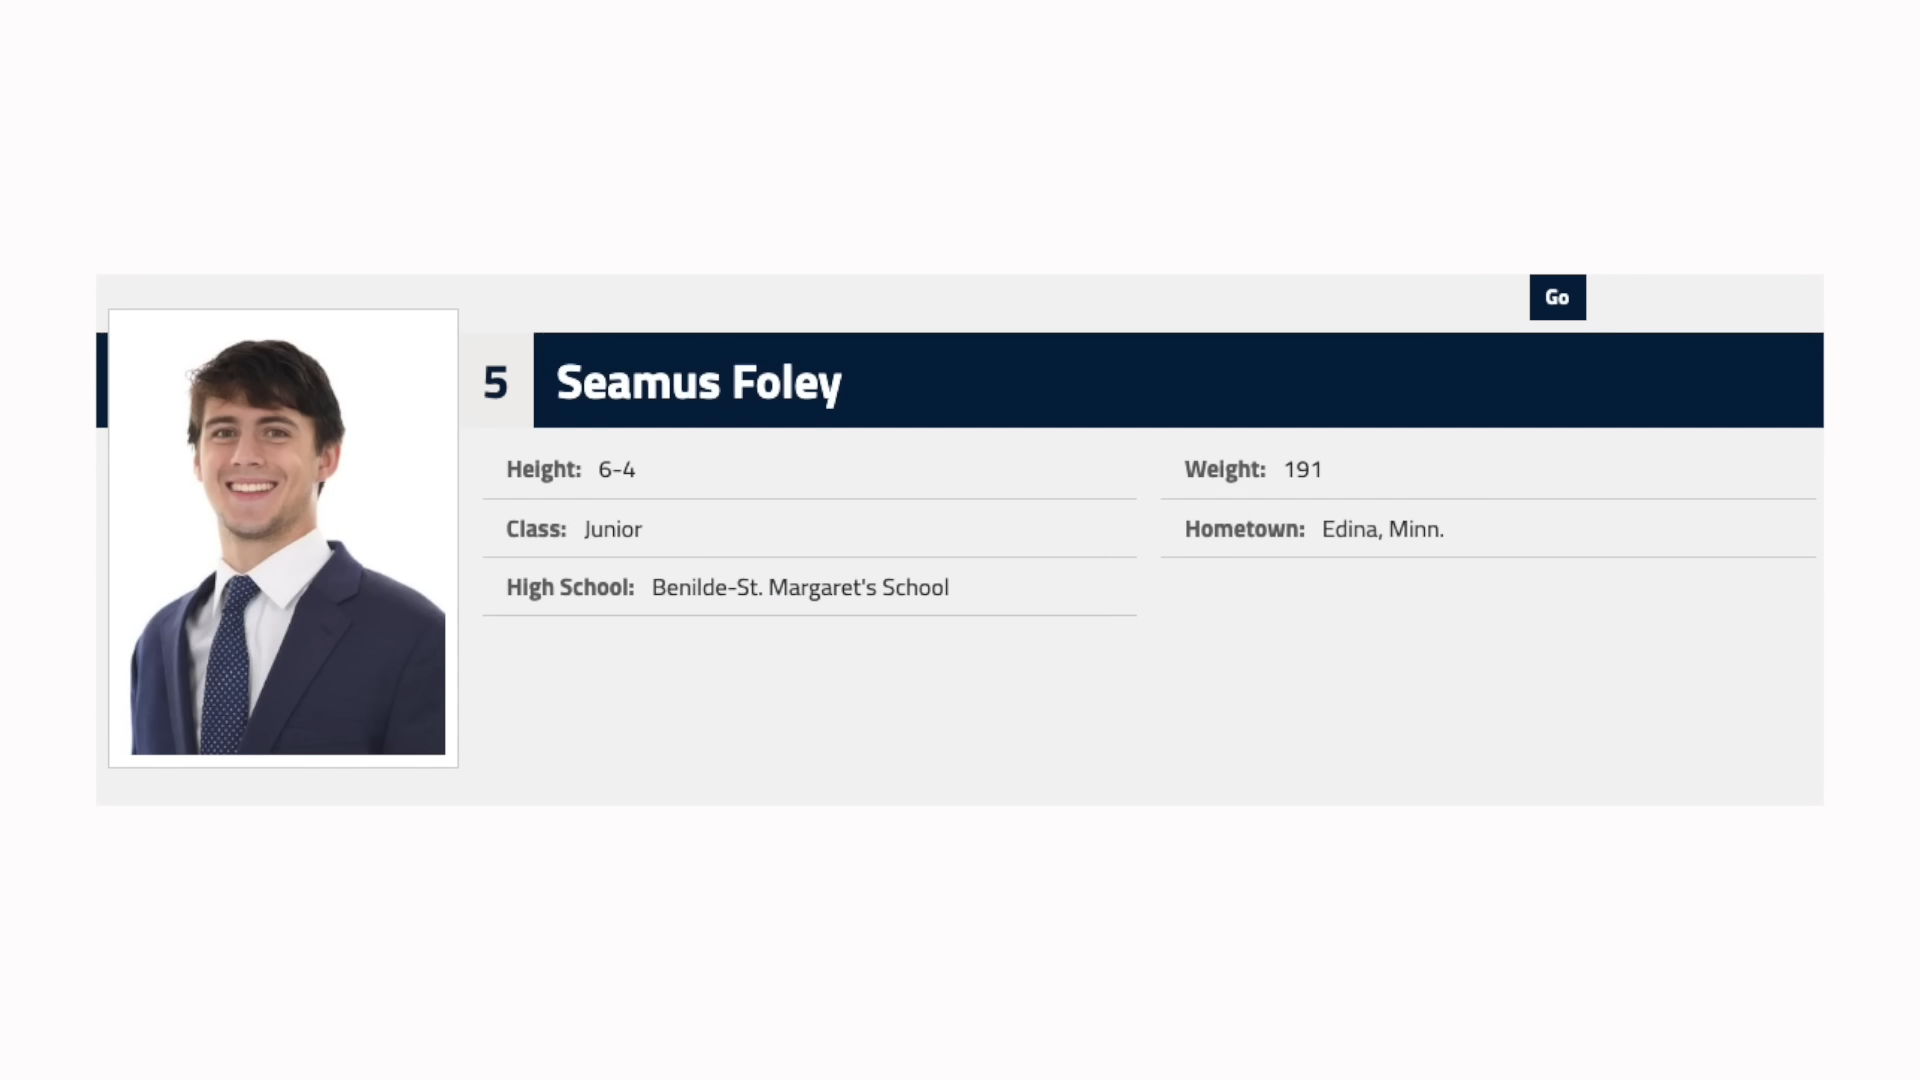 Go
5 Seamus Foley
Height: 6-4 Weight: 191
Class: Junior Hometown: Edina, Minn.
High School: Benilde-St. Margaret's School